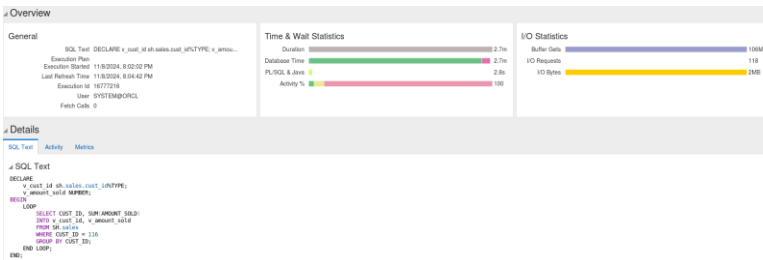 Overview
General
SQL Text DECLARE v_cust_id sh.sales.cust_id%TYPE; v_amou...
Execution Plan
Execution Started 11/8/2024, 8:02:02 PM
Last Refresh Time 11/8/2024, 8:04:42 PM
Execution Id 16777216
User SYSTEM@ORCL
Fetch Calls 0
Time & Wait Statistics
Duration 2.7m
Database Time 2.7m
PL/SQL & Java 2.8s
Activity % 100
I/O Statistics
Buffer Gets 106M
I/O Requests 118
I/O Bytes 2MB
Details
SQL Text Activity Metrics
SQL Text
DECLARE
v_cust_id sh.sales.cust_id%TYPE;
v_amount_sold NUMBER;
BEGIN
LOOP
SELECT CUST_ID, SUM(AMOUNT_SOLD)
INTO v_cust_id, v_amount_sold
FROM SH.sales
WHERE CUST_ID = 116
GROUP BY CUST_ID;
END LOOP;
END;